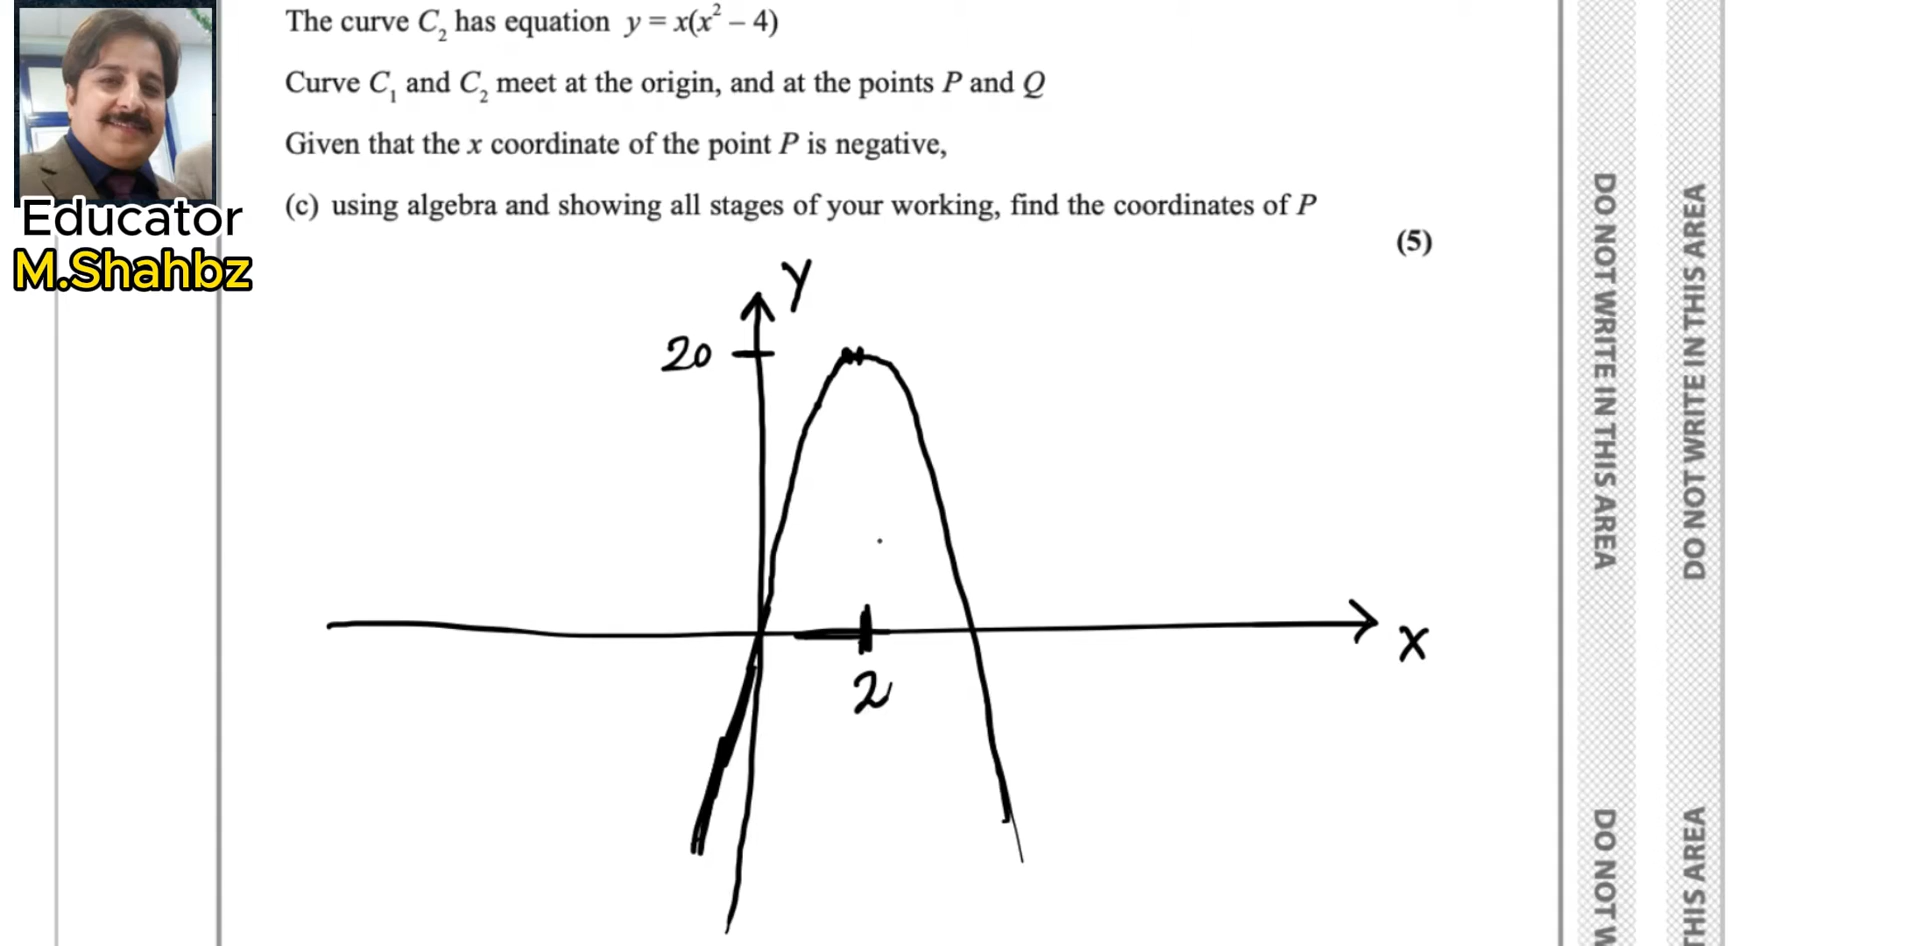 The curve C₂ has equation y = x(x² – 4)
Curve C₁ and C₂ meet at the origin, and at the points P and Q
Given that the x coordinate of the point P is negative,
(c) using algebra and showing all stages of your working, find the coordinates of P
(5)
Educator
M.Shahbz
y
20
x
2
DO NOT WRITE IN THIS AREA
DO NOT WRITE IN THIS AREA
DO NOT W
THIS AREA